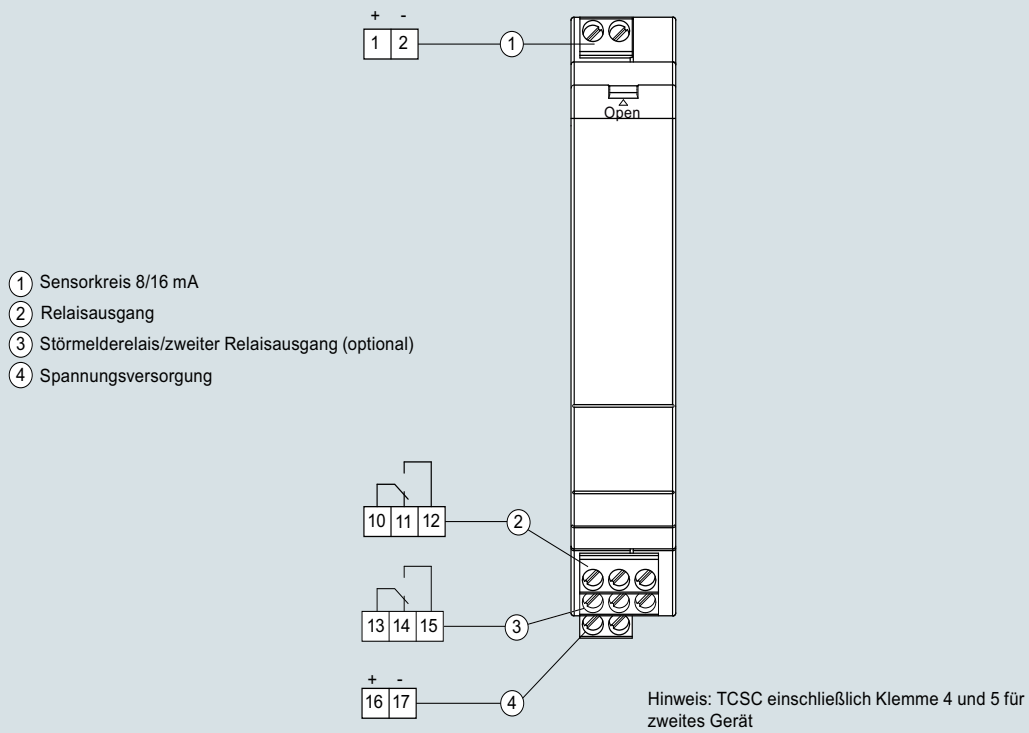 + -
1 2
1
Open
1 Sensorkreis 8/16 mA
2 Relaisausgang
3 Störmelderelais/zweiter Relaisausgang (optional)
4 Spannungsversorgung
10 11 12
2
13 14 15
3
+ -
16 17
4
Hinweis: TCSC einschließlich Klemme 4 und 5 für
zweites Gerät